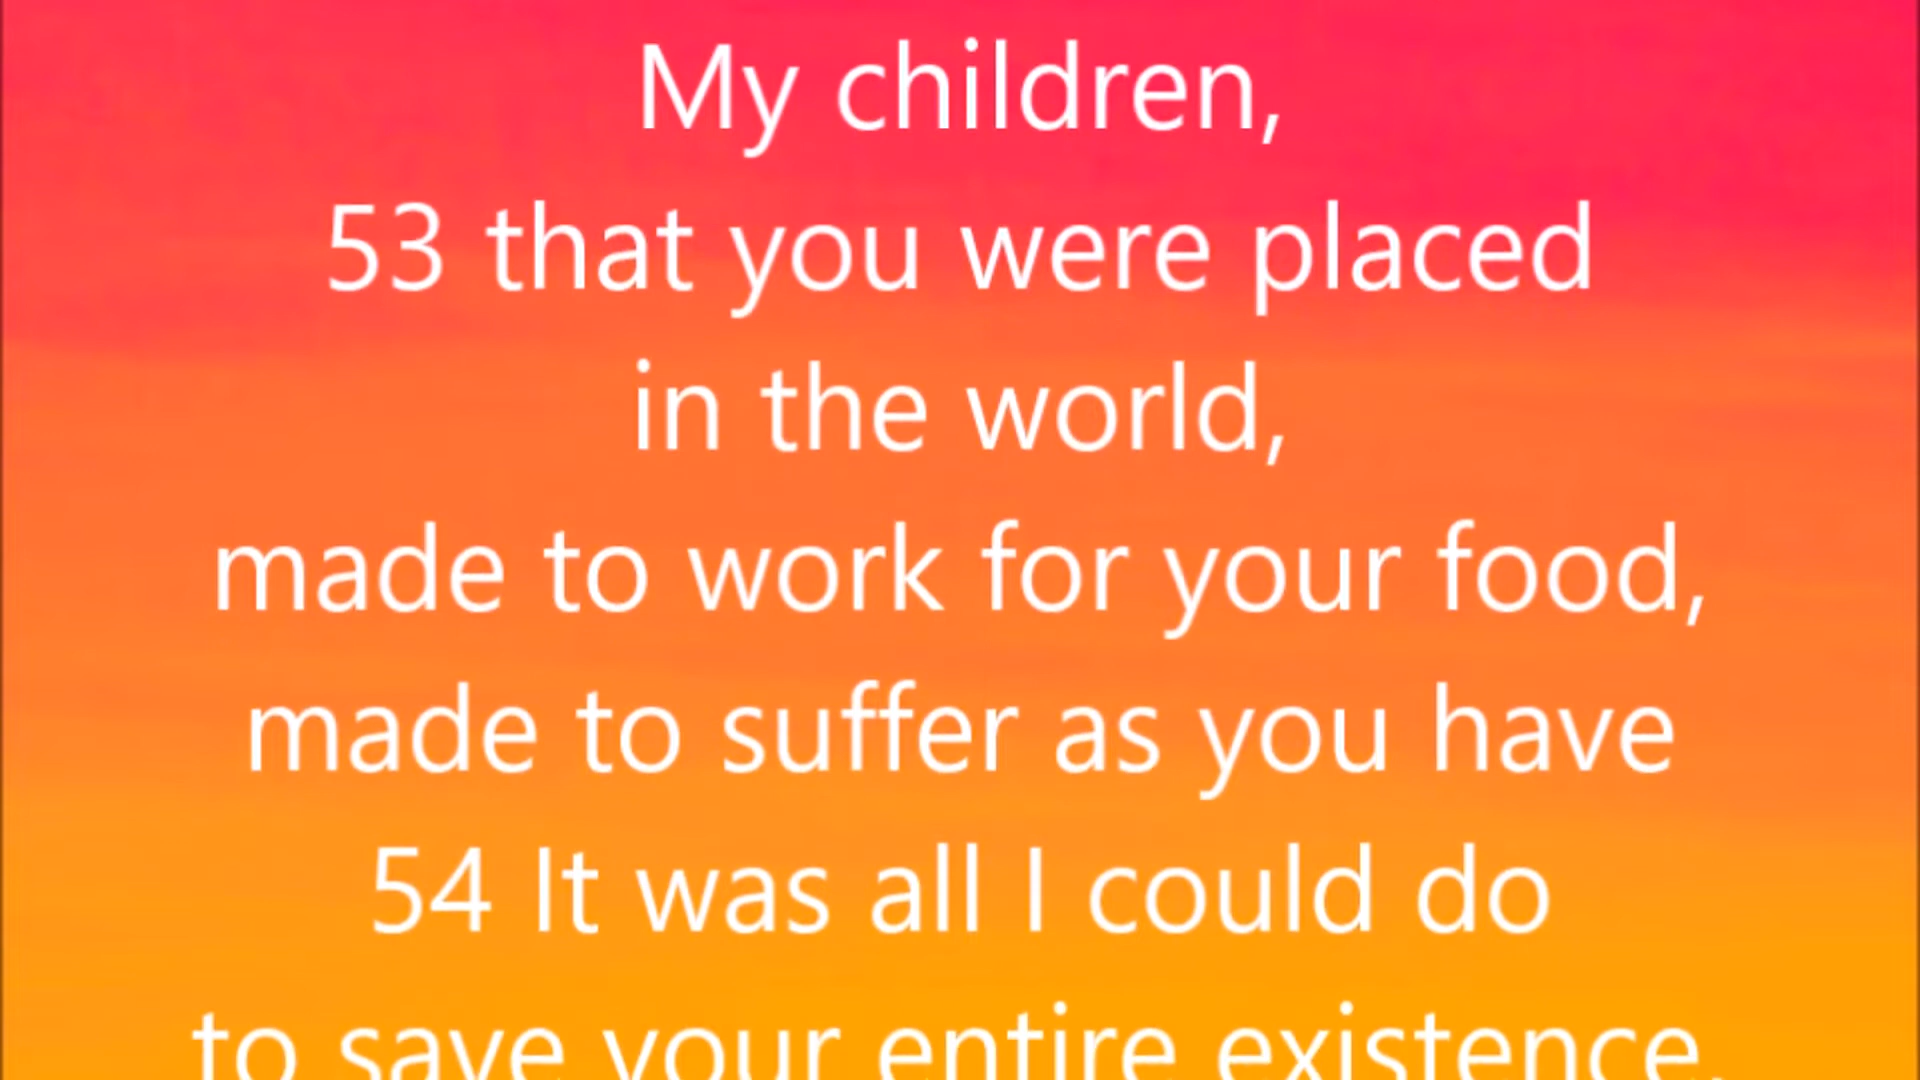 My children,
53 that you were placed
in the world,
made to work for your food,
made to suffer as you have
54 It was all I could do
to save your entire existence.